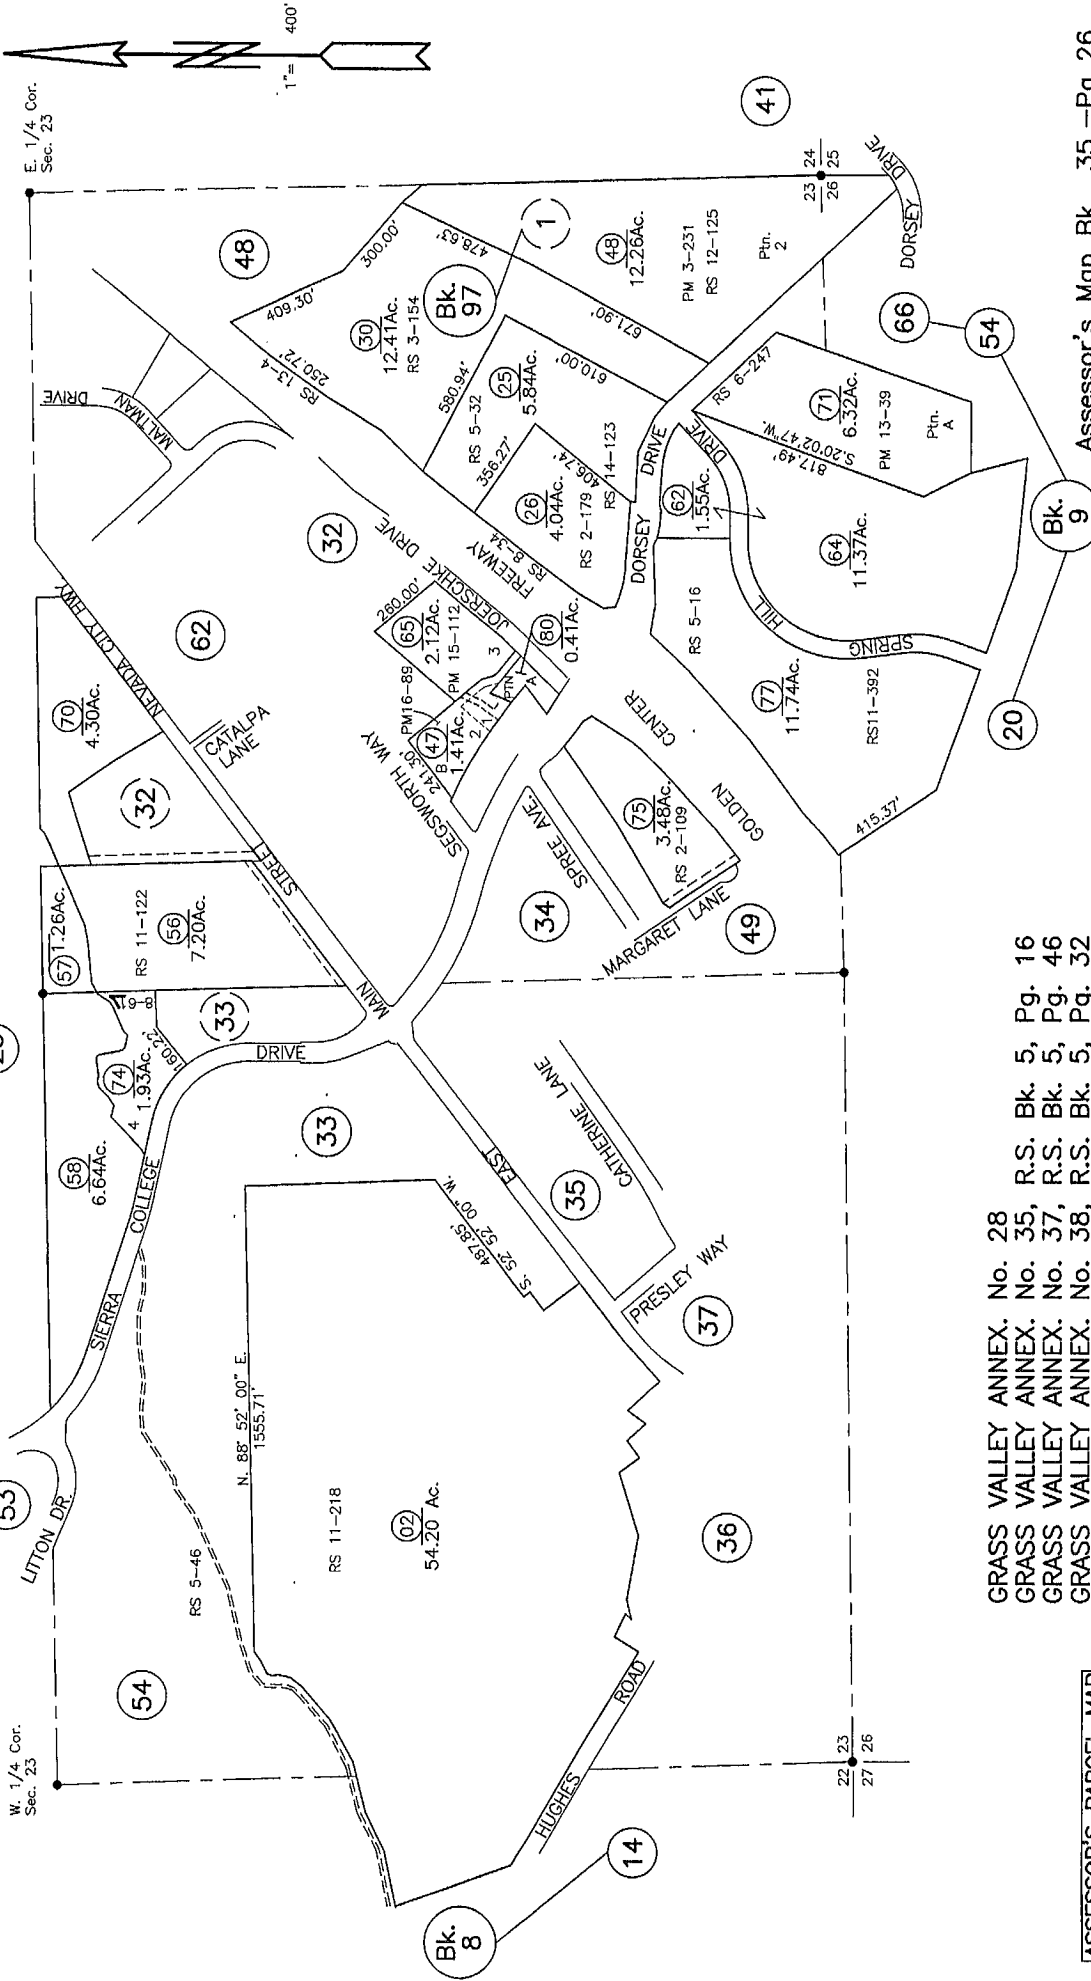 E. 1/4 Cor.
Sec. 23
1"= 400'
W. 1/4 Cor.
Sec. 23
53
LITTON DR.
54
RS 5-46
SIERRA
COLLEGE
DRIVE
58
6.64Ac.
74
1.93Ac.
4
160.22'
57
1.26Ac.
RS 11-122
56
7.20Ac.
33
33
32
70
4.30Ac.
NEVADA CITY HWY
CATALPA
LANE
62
STREET
MAIN
EAST
MALTMAN
DRIVE
48
409.30'
300.00'
250.72'
RS 13-4
30
12.41Ac.
RS 3-154
Bk.
97
1
41
478.63'
671.90'
48
12.26Ac.
PM 3-231
RS 12-125
Ptn.
2
23 24
26 25
DORSEY DRIVE
32
JOERSCHKE DRIVE
FREEWAY
RS 8-34
580.94'
RS 5-32
356.27'
25
5.84Ac.
610.00'
26
4.04Ac.
406.74'
RS 2-179
RS 14-123
DORSEY DRIVE
260.00'
65
2.12Ac.
PM 15-112
3
PM16-89
47
1.41Ac.
B
241.30'
2
PTN
A
80
0.41Ac.
SEGSWORTH WAY
SPREE AVE.
34
75
3.48Ac.
RS 2-109
MARGARET LANE
49
GOLDEN CENTER
RS 5-16
77
11.74Ac.
RS11-392
415.37'
SPRING HILL DRIVE
62
1.55Ac.
64
11.37Ac.
RS 6-247
71
6.32Ac.
817.49'
S.20°02'47"W.
PM 13-39
Ptn.
A
66
54
Bk.
9
20
N. 88° 52' 00" E.
1555.71'
RS 11-218
02
54.20 Ac.
487.85'
S. 52° 52' 00" W.
35
CATHERINE LANE
PRESLEY WAY
37
36
HUGHES ROAD
22 23
27 26
Bk.
8
14
GRASS VALLEY ANNEX. No. 28
GRASS VALLEY ANNEX. No. 35, R.S. Bk. 5, Pg. 16
GRASS VALLEY ANNEX. No. 37, R.S. Bk. 5, Pg. 46
GRASS VALLEY ANNEX. No. 38, R.S. Bk. 5, Pg. 32
Assessor's Map Bk. 35 -Pg. 26
ASSESSOR'S PARCEL MAP